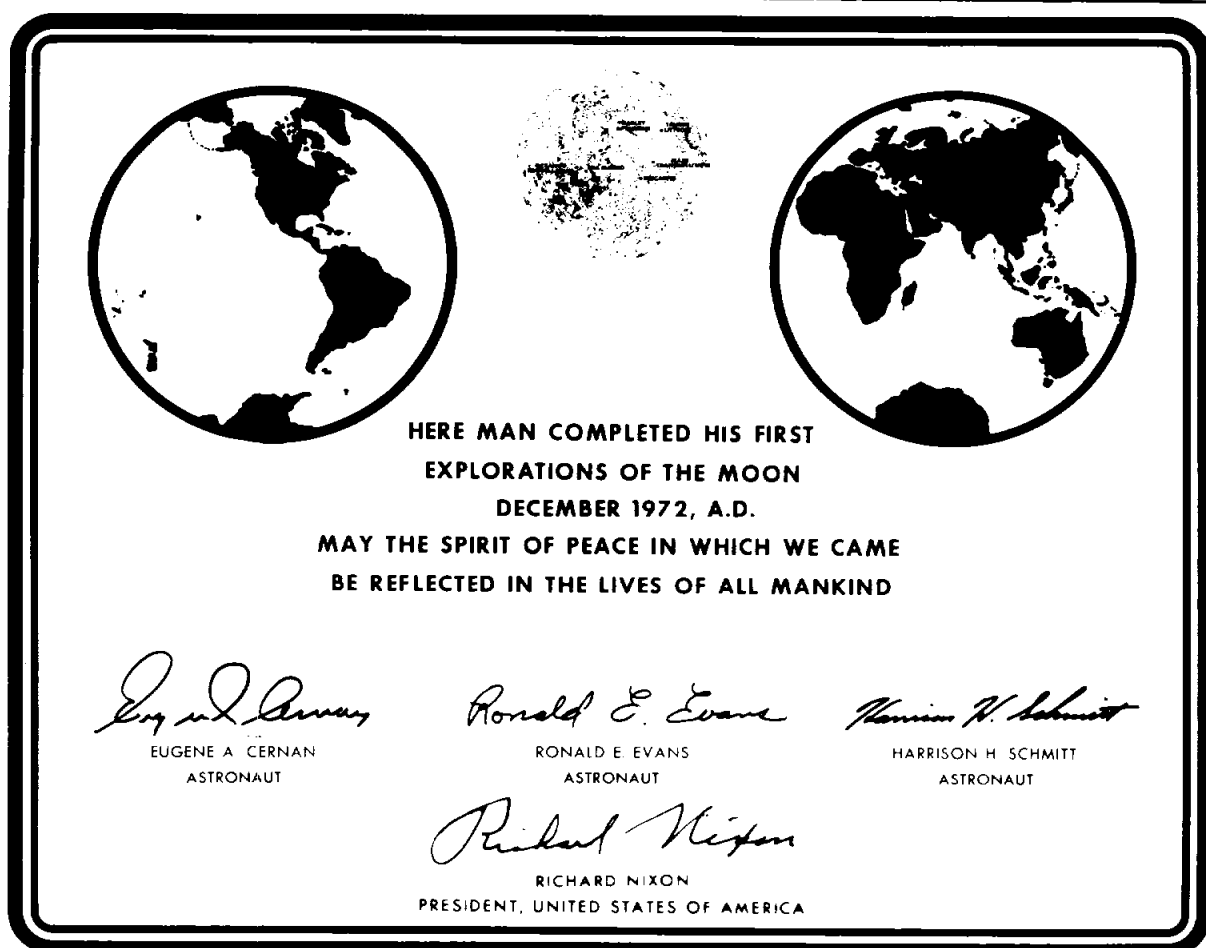 HERE MAN COMPLETED HIS FIRST
EXPLORATIONS OF THE MOON
DECEMBER 1972, A.D.
MAY THE SPIRIT OF PEACE IN WHICH WE CAME
BE REFLECTED IN THE LIVES OF ALL MANKIND
Ronald E. Evans
Harrison H. Schmitt
EUGENE A. CERNAN
RONALD E. EVANS
HARRISON H. SCHMITT
ASTRONAUT
ASTRONAUT
ASTRONAUT
Richard Nixon
RICHARD NIXON
PRESIDENT, UNITED STATES OF AMERICA